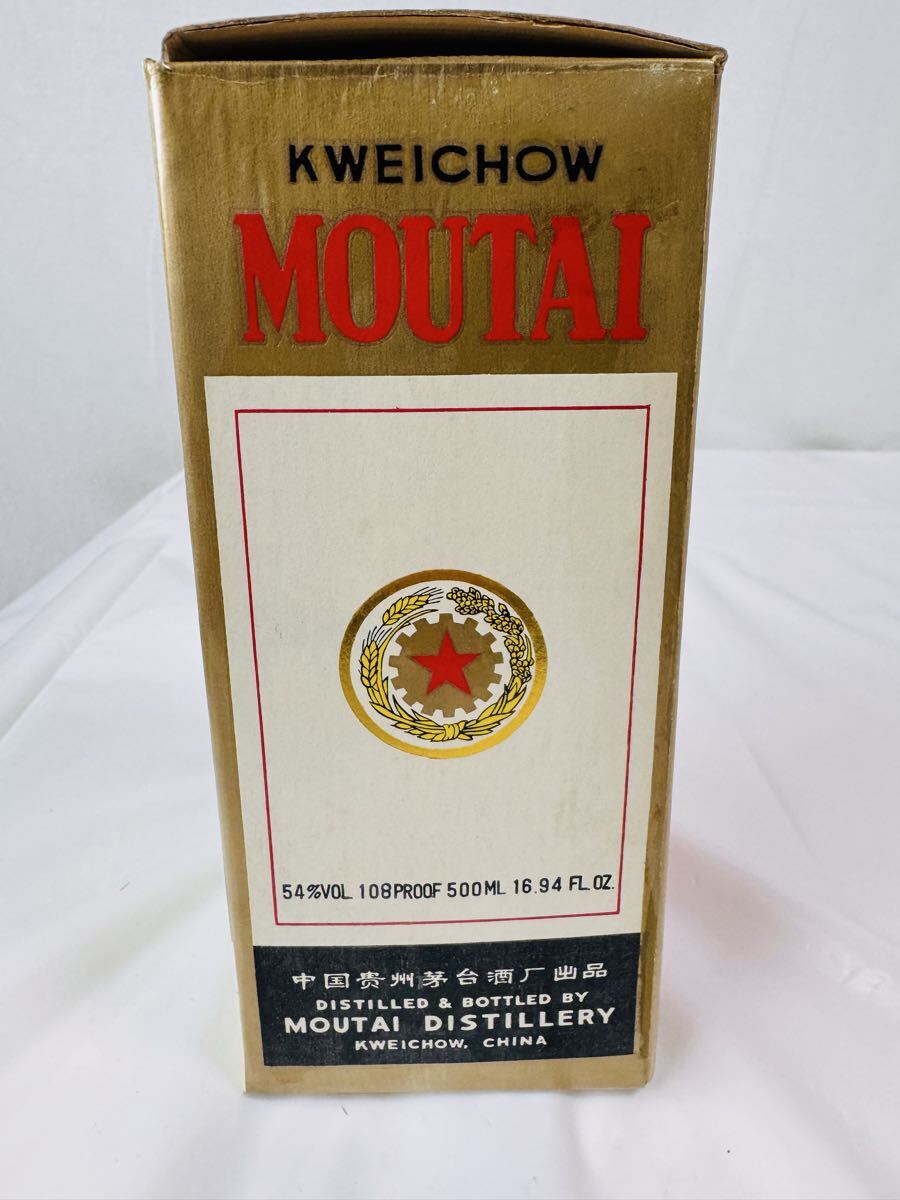 KWEICHOW
MOUTAI
54%VOL 108PROOF 500ML 16.94 FL.OZ.
中国贵州茅台酒厂出品
DISTILLED & BOTTLED BY
MOUTAI DISTILLERY
KWEICHOW, CHINA